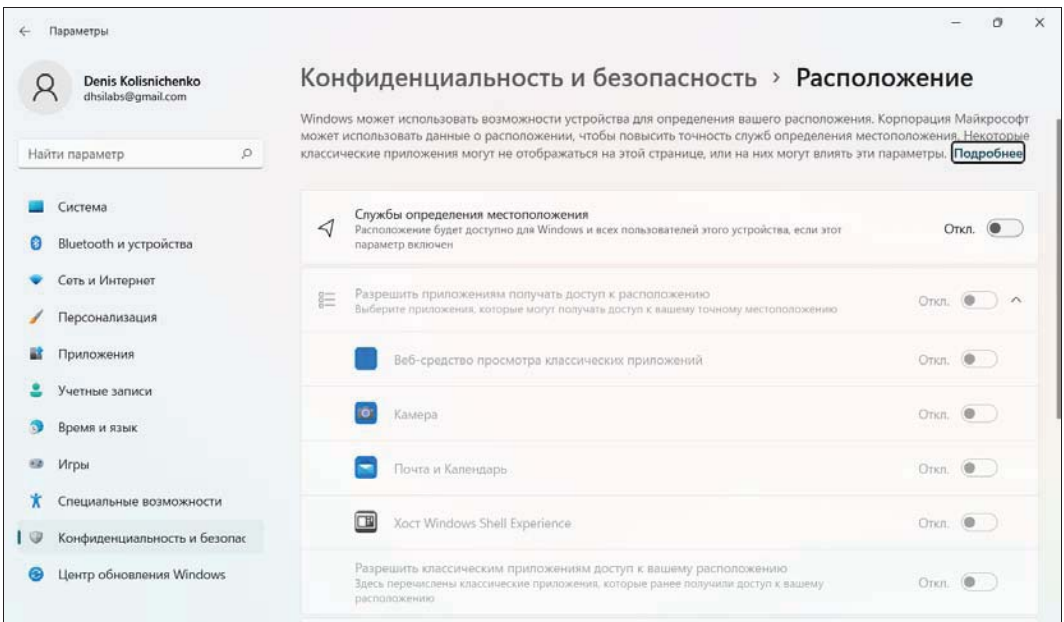 Параметры
Denis Kolisnichenko
dhsilabs@gmail.com
Найти параметр
Система
Bluetooth и устройства
Сеть и Интернет
Персонализация
Приложения
Учетные записи
Время и язык
Игры
Специальные возможности
Конфиденциальность и безопас
Центр обновления Windows
Конфиденциальность и безопасность > Расположение
Windows может использовать возможности устройства для определения вашего расположения. Корпорация Майкрософт
может использовать данные о расположении, чтобы повысить точность служб определения местоположения. Некоторые
классические приложения могут не отображаться на этой странице, или на них могут влиять эти параметры. Подробнее
Службы определения местоположения
Расположение будет доступно для Windows и всех пользователей этого устройства, если этот
параметр включен
Откл.
Разрешить приложениям получать доступ к расположению
Выберите приложения, которые могут получать доступ к вашему точному местоположению
Откл.
Веб-средство просмотра классических приложений
Откл.
Камера
Откл.
Почта и Календарь
Откл.
Хост Windows Shell Experience
Откл.
Разрешить классическим приложениям доступ к вашему расположению
Здесь перечислены классические приложения, которые ранее получили доступ к вашему
расположению
Откл.